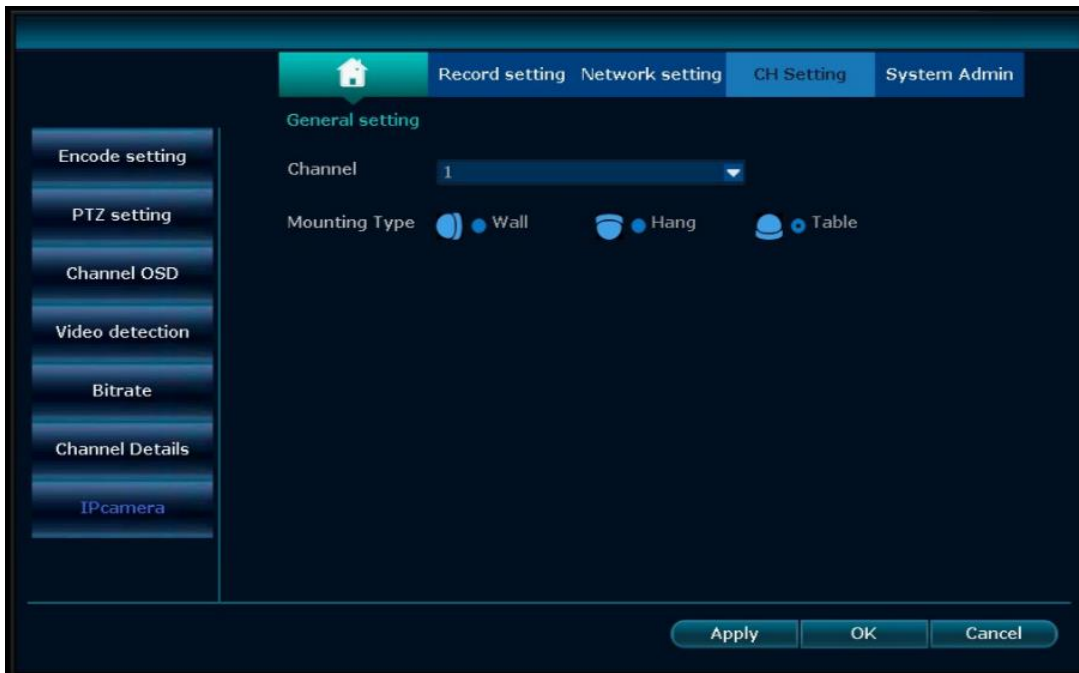 Record setting Network setting CH Setting System Admin
General setting
Encode setting
PTZ setting
Channel OSD
Video detection
Bitrate
Channel Details
IPcamera
Channel 1
Mounting Type Wall Hang Table
Apply OK Cancel